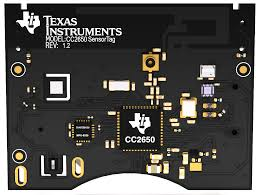 TEXAS
INSTRUMENTS
MODEL:CC2650 SensorTag
REV: 1.2
CC2650